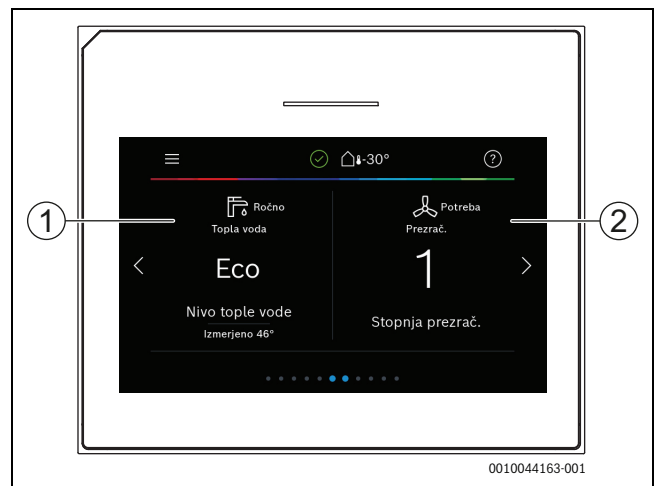 -30°
?
Ročno
Topla voda
Eco
Nivo tople vode
Izmerjeno 46°
Potreba
Prezrač.
1
Stopnja prezrač.
1
2
0010044163-001